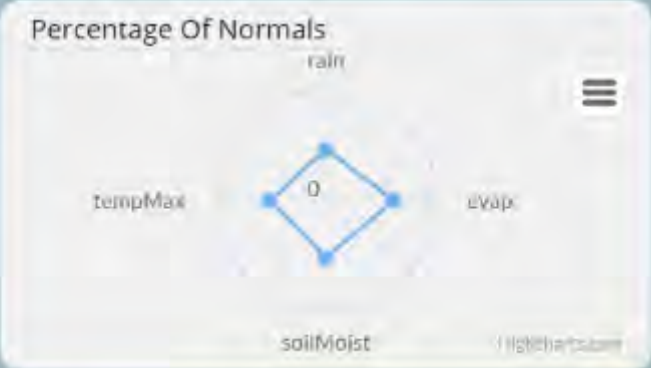 Percentage Of Normals
rain
0
tempMax
evap
soilMoist
Highcharts.com